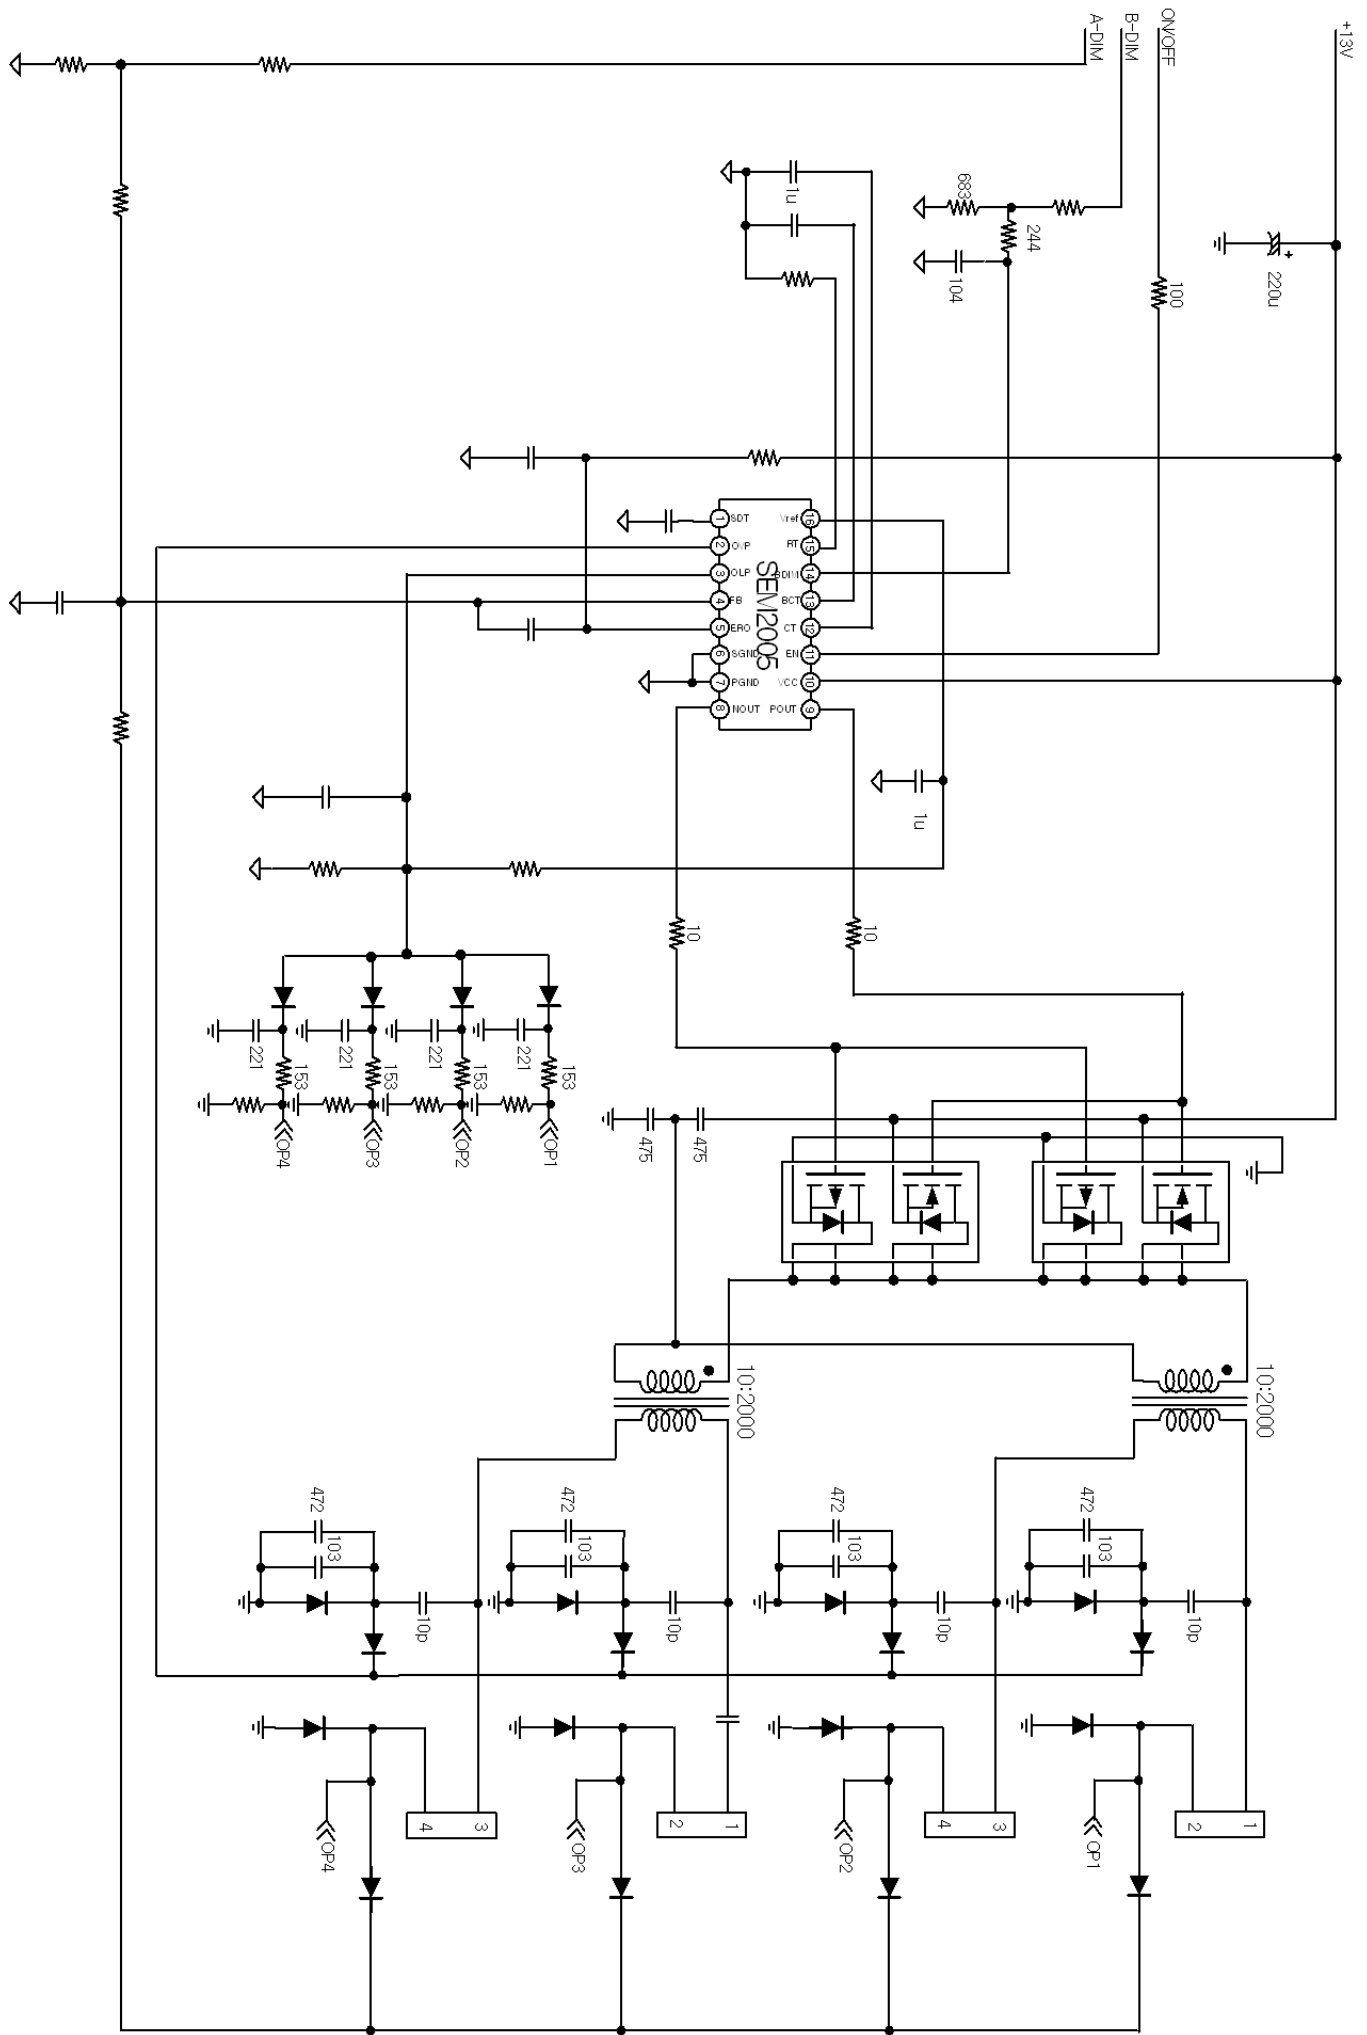 +13V
ON/OFF
B-DIM
A-DIM
220u
100
683
244
104
1u
SEM2005
1 SDT
2 OVP
3 OLP
4 FB
5 ERO
6 SGND
7 PGND
8 NOUT
16 Vref
15 RT
14 BDIM
13 BCT
12 CT
11 EN
10 VCC
9 POUT
1u
10
10
221
221
221
221
153
153
153
153
OP4
OP3
OP2
OP1
475
475
10:2000
10:2000
472
103
10p
472
103
10p
472
103
10p
472
103
10p
OP4
4
3
OP3
2
1
OP2
4
3
OP1
2
1